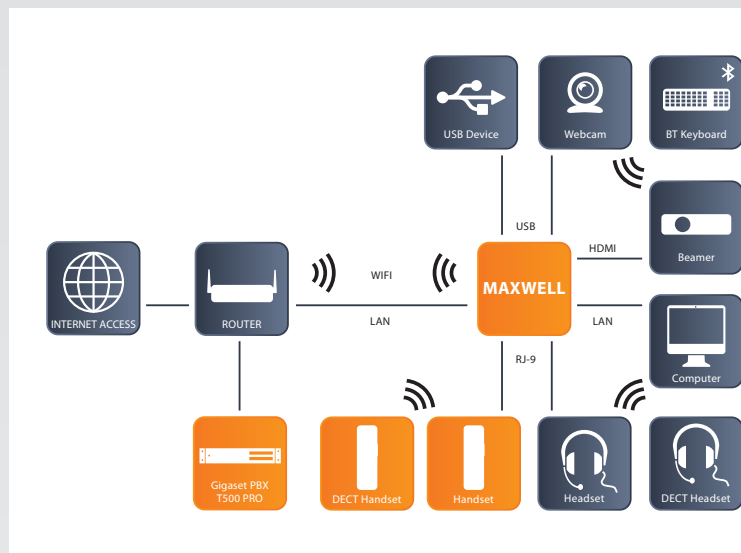 USB Device
Webcam
BT Keyboard
USB
HDMI
Beamer
MAXWELL
WIFI
INTERNET ACCESS
ROUTER
LAN
LAN
RJ-9
Computer
Gigaset PBX
T500 PRO
DECT Handset
Handset
Headset
DECT Headset